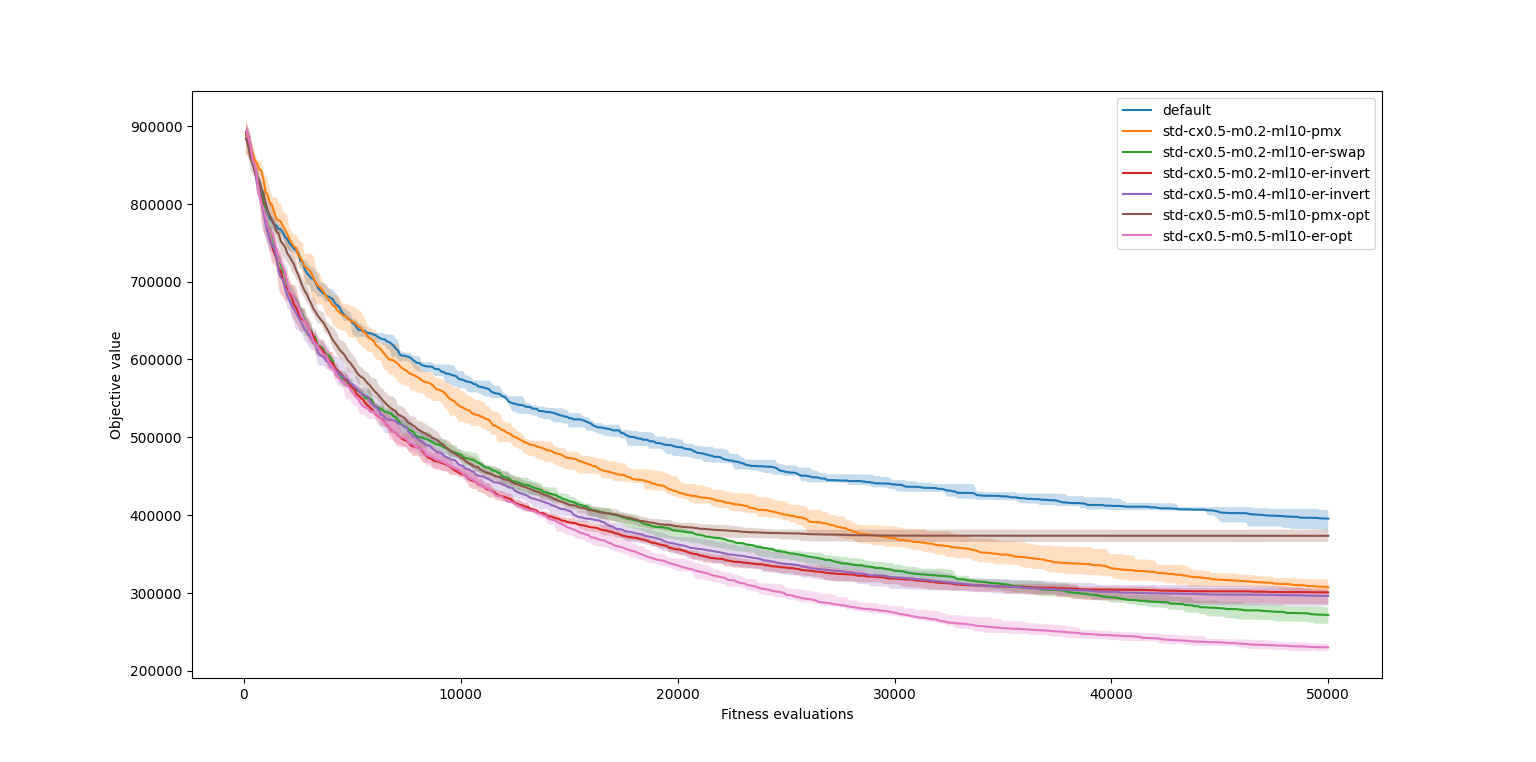 900000
800000
700000
600000
500000
400000
300000
200000
Objective value
0
10000
20000
30000
40000
50000
Fitness evaluations
default
std-cx0.5-m0.2-ml10-pmx
std-cx0.5-m0.2-ml10-er-swap
std-cx0.5-m0.2-ml10-er-invert
std-cx0.5-m0.4-ml10-er-invert
std-cx0.5-m0.5-ml10-pmx-opt
std-cx0.5-m0.5-ml10-er-opt